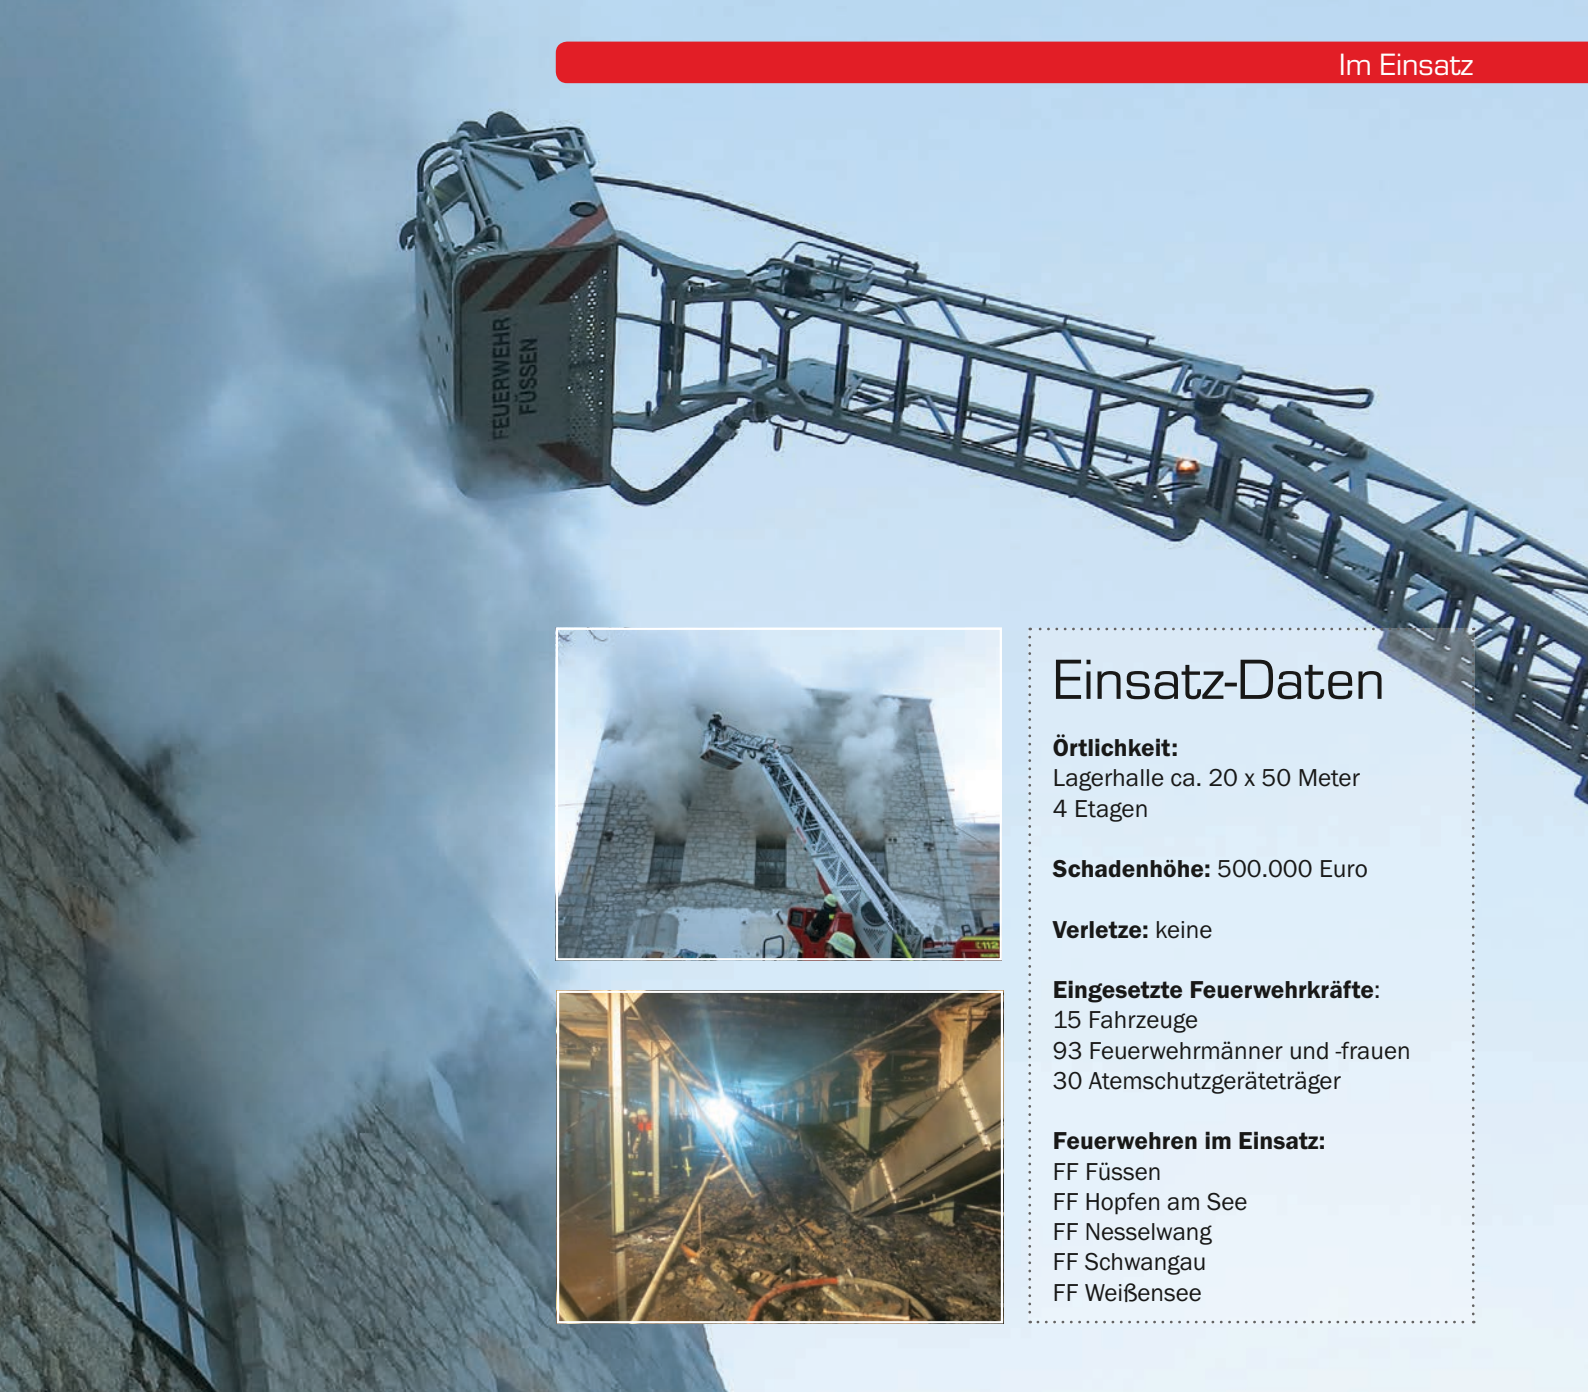 Im Einsatz
FEUERWEHR
FÜSSEN
112
Einsatz-Daten
Örtlichkeit:
Lagerhalle ca. 20 x 50 Meter
4 Etagen
Schadenhöhe: 500.000 Euro
Verletze: keine
Eingesetzte Feuerwehrkräfte:
15 Fahrzeuge
93 Feuerwehrmänner und -frauen
30 Atemschutzgeräteträger
Feuerwehren im Einsatz:
FF Füssen
FF Hopfen am See
FF Nesselwang
FF Schwangau
FF Weißensee